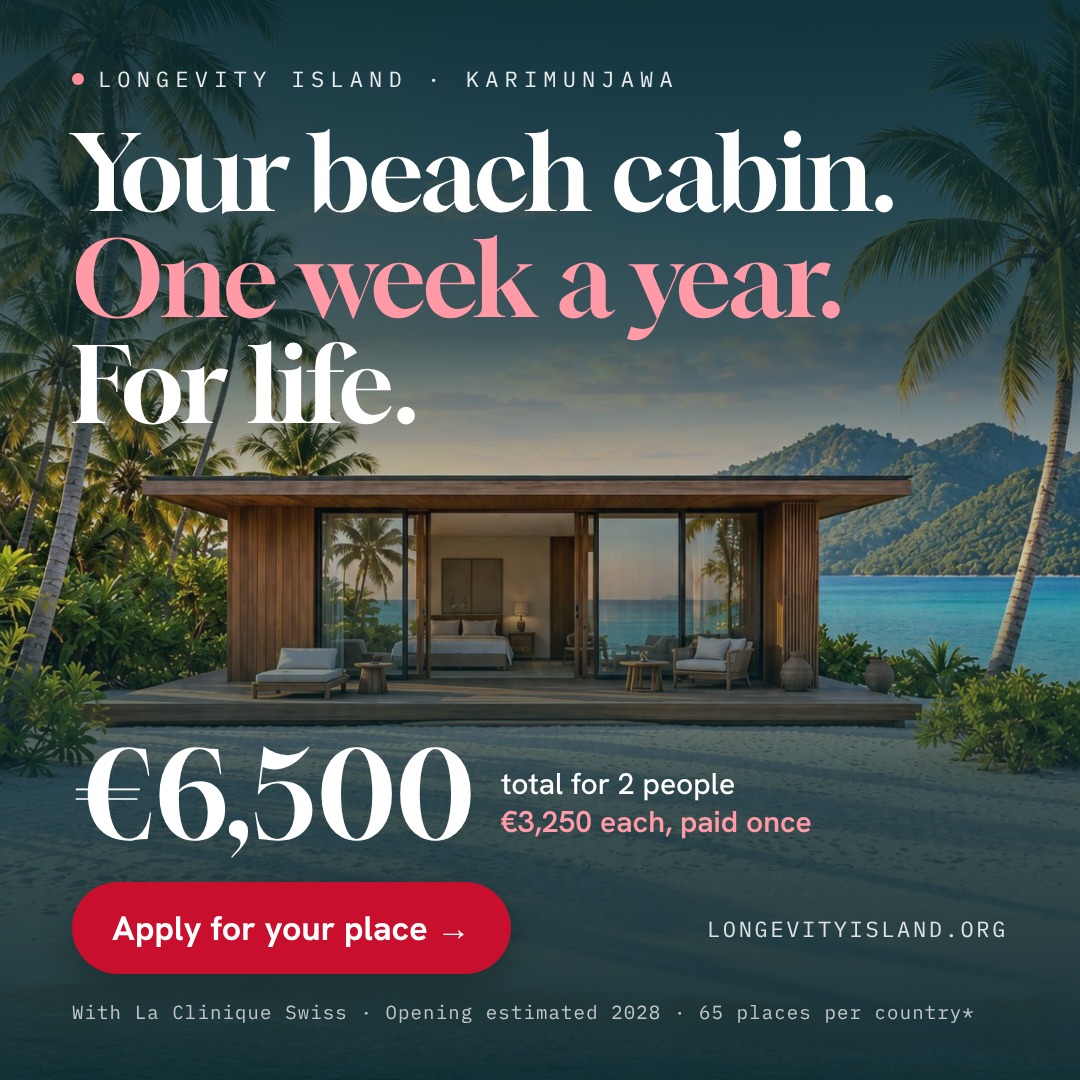 LONGEVITY ISLAND · KARIMUNJAWA
Your beach cabin.
One week a year.
For life.
€6,500
total for 2 people
€3,250 each, paid once
Apply for your place →
LONGEVITYISLAND.ORG
With La Clinique Swiss · Opening estimated 2028 · 65 places per country*